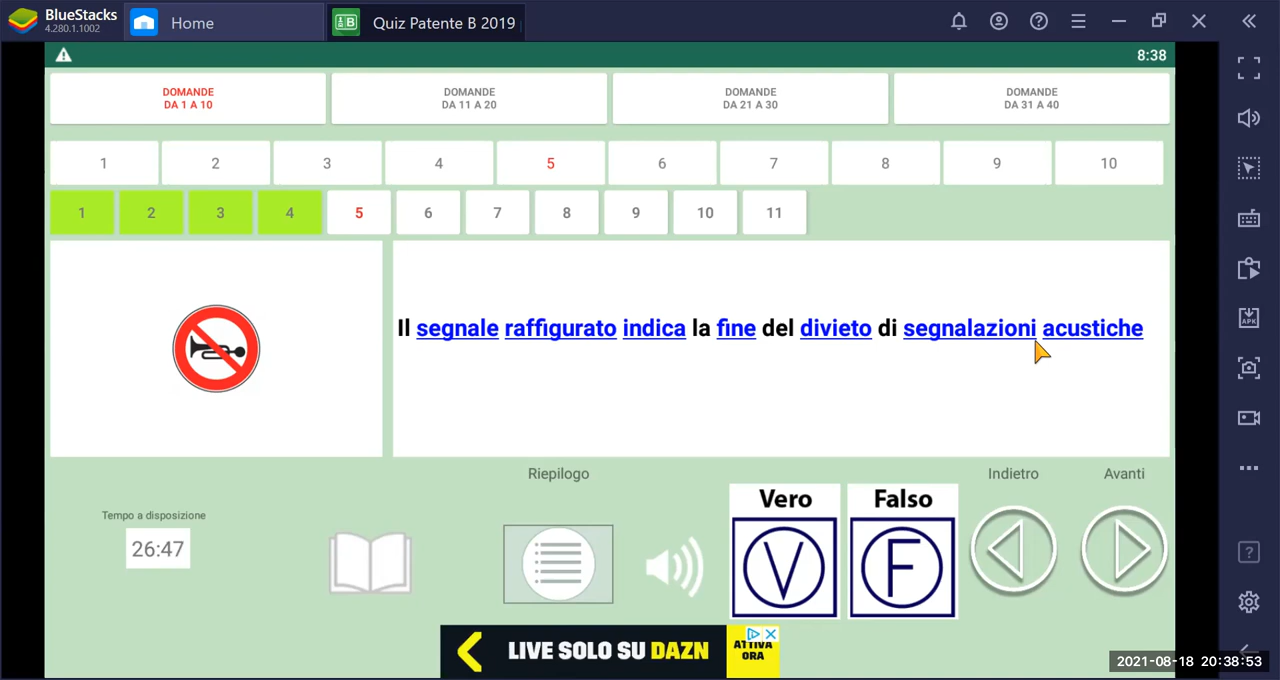 BlueStacks
4.280.1.1002
Home
Quiz Patente B 2019
8:38
DOMANDE
DA 1 A 10
DOMANDE
DA 11 A 20
DOMANDE
DA 21 A 30
DOMANDE
DA 31 A 40
1 2 3 4 5 6 7 8 9 10
1 2 3 4 5 6 7 8 9 10 11
Il segnale raffigurato indica la fine del divieto di segnalazioni acustiche
Riepilogo
Indietro
Avanti
Vero
Falso
V
F
Tempo a disposizione
26:47
LIVE SOLO SU DAZN
ATTIVA
ORA
APK
2021-08-18 20:38:53